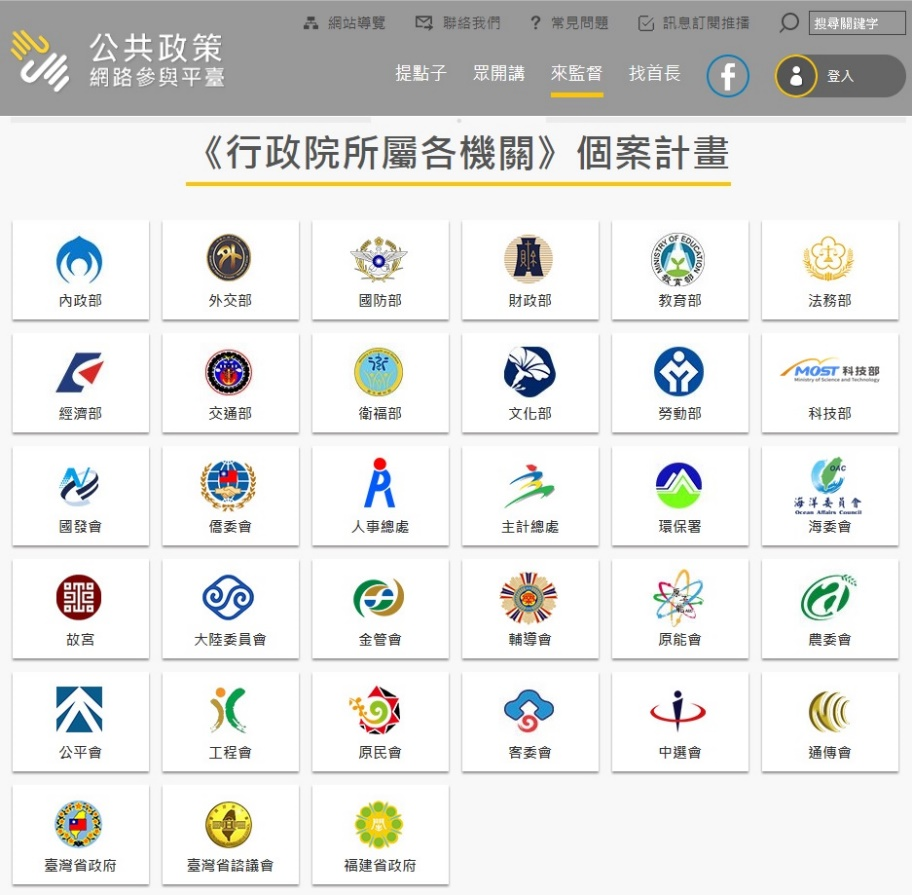 網站導覽 聯絡我們 ? 常見問題 訊息訂閱推播 搜尋關鍵字
公共政策
網路參與平臺
提點子 眾開講 來監督 找首長 f 登入
《行政院所屬各機關》個案計畫
內政部 外交部 國防部 財政部 教育部 法務部
MINISTRY OF EDUCATION
教育部
經濟部 交通部 衛福部 文化部 勞動部 科技部
MOST 科技部
Ministry of Science and Technology
國發會 僑委會 人事總處 主計總處 環保署 海委會
OAC
海洋委員會
Ocean Affairs Council
故宮 大陸委員會 金管會 輔導會 原能會 農委會
公平會 工程會 原民會 客委會 中選會 通傳會
臺灣省政府 臺灣省諮議會 福建省政府